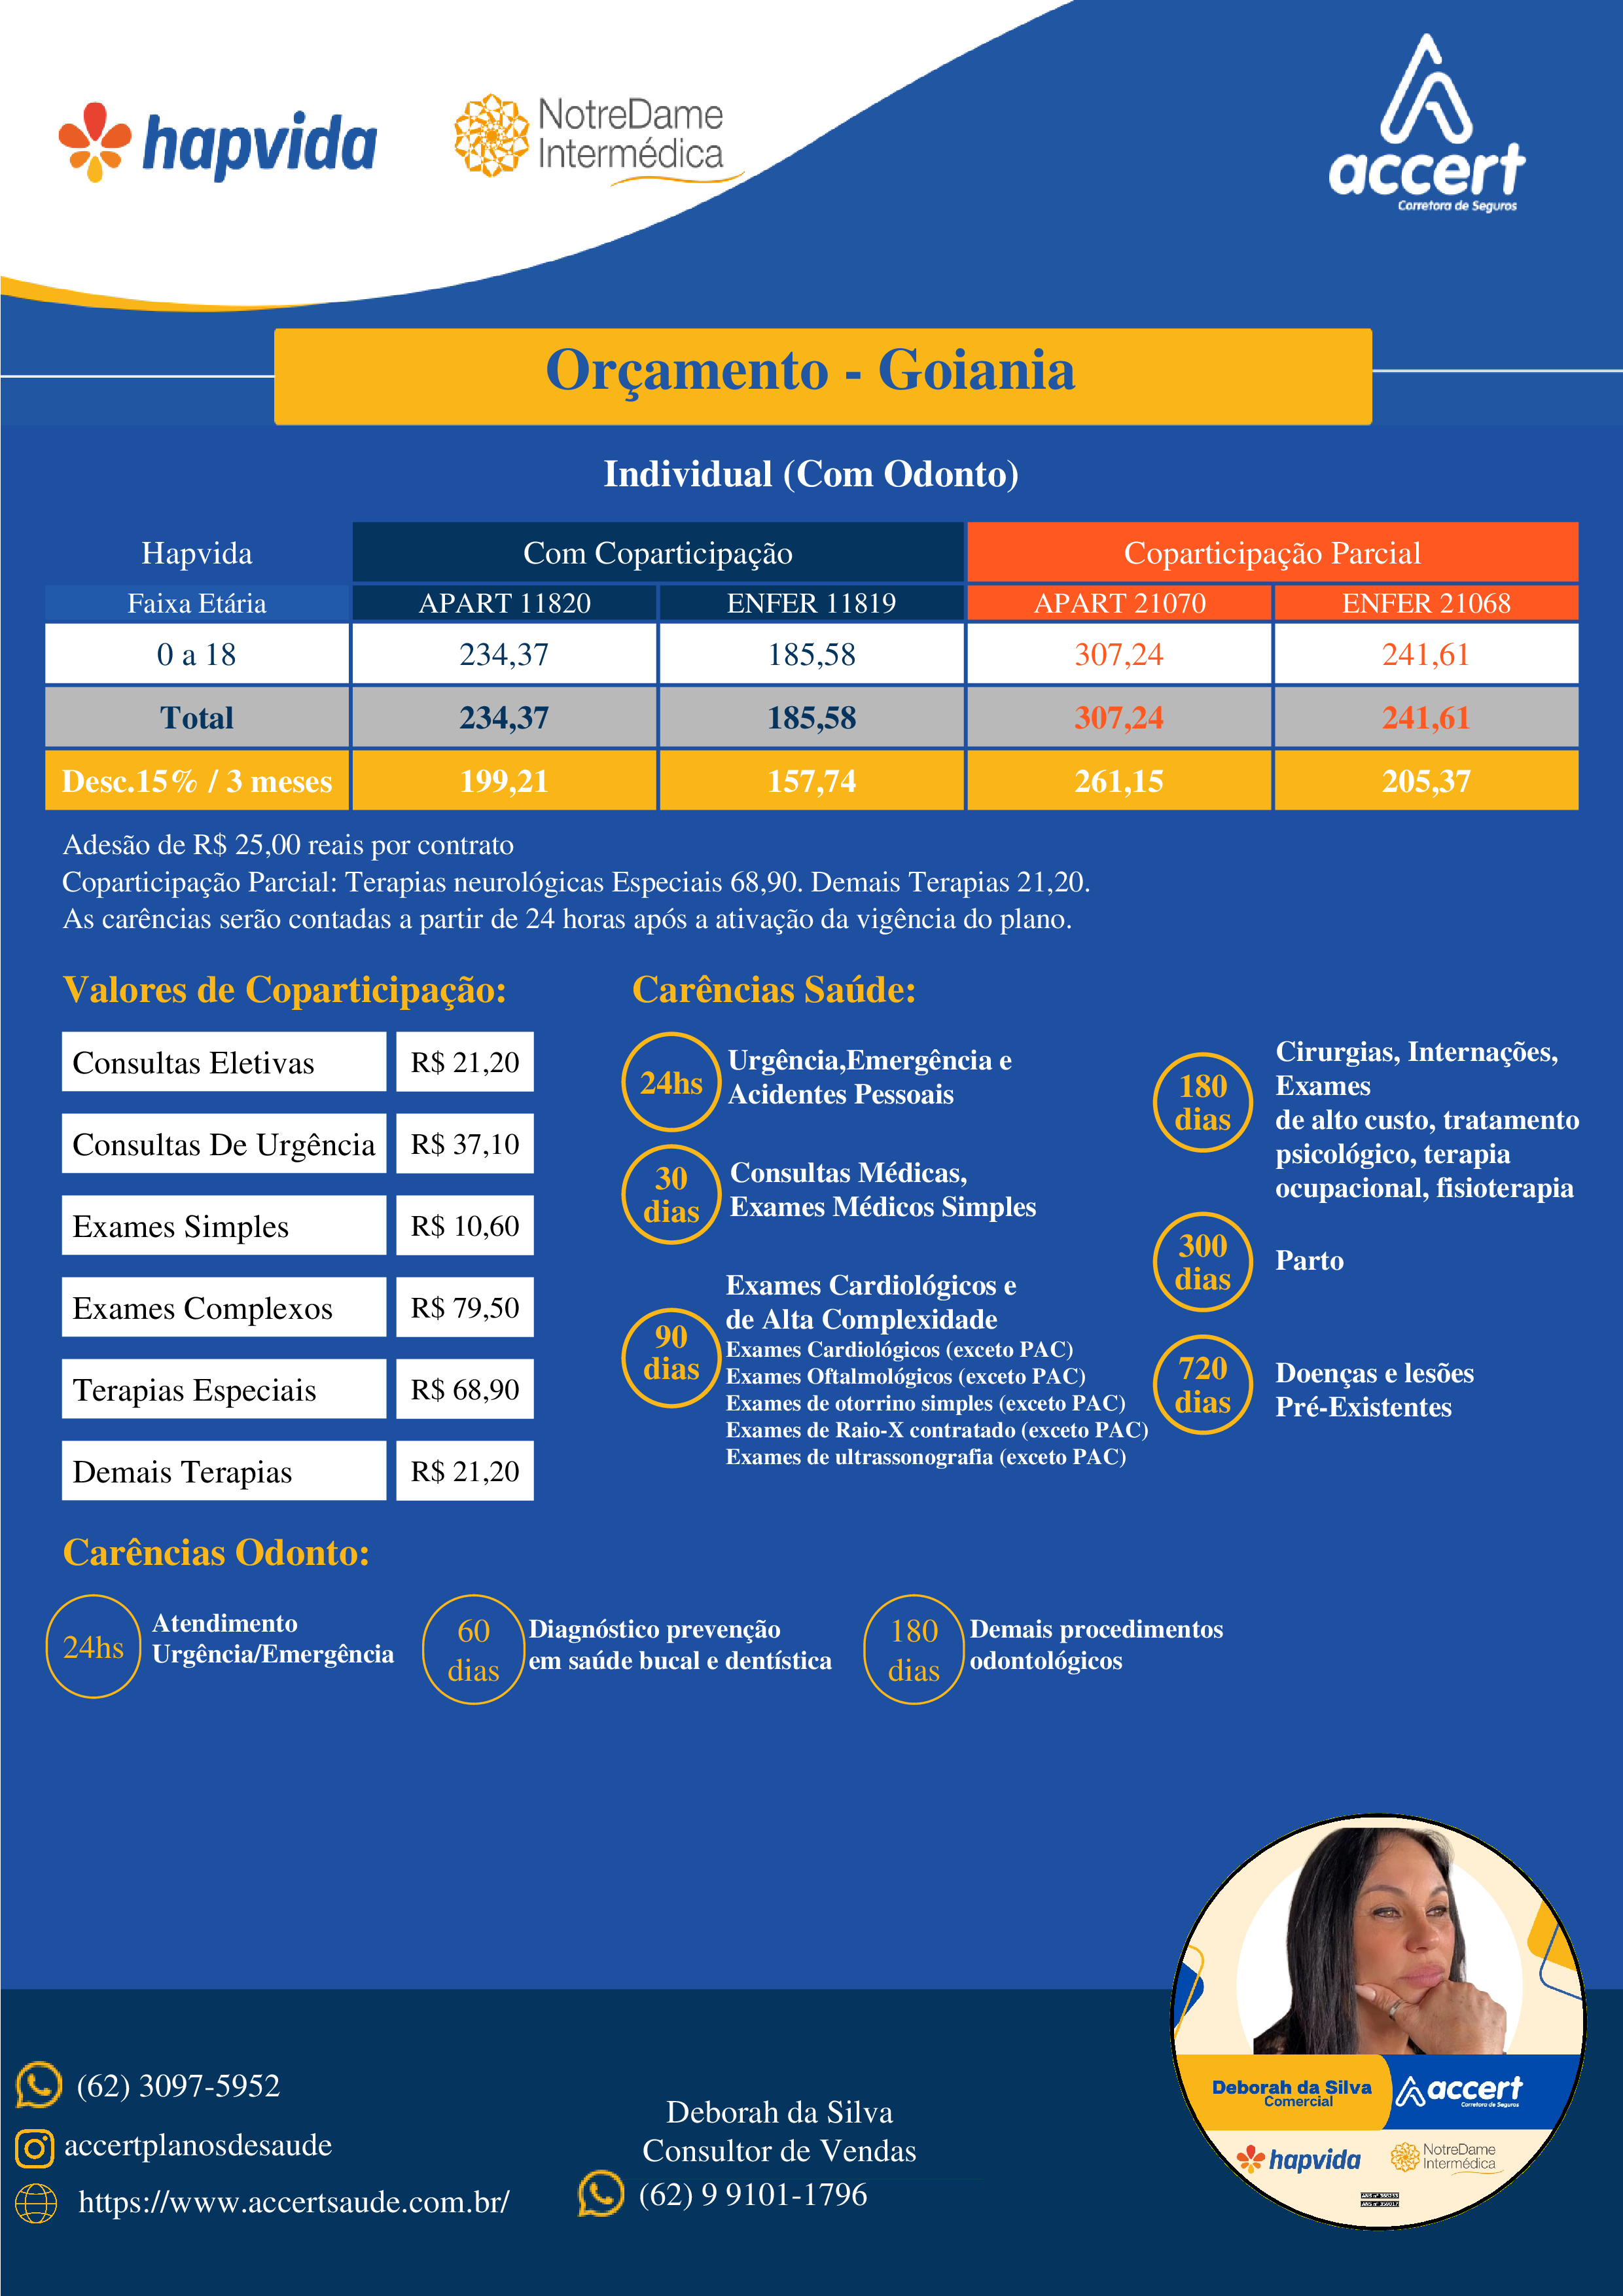 hapvida
NotreDame
Intermédica
accert
Corretora de Seguros
Orçamento - Goiania
Individual (Com Odonto)
Hapvida Com Coparticipação Coparticipação Parcial
Faixa Etária APART 11820 ENFER 11819 APART 21070 ENFER 21068
0 a 18 234,37 185,58 307,24 241,61
Total 234,37 185,58 307,24 241,61
Desc.15% / 3 meses 199,21 157,74 261,15 205,37
Adesão de R$ 25,00 reais por contrato
Coparticipação Parcial: Terapias neurológicas Especiais 68,90. Demais Terapias 21,20.
As carências serão contadas a partir de 24 horas após a ativação da vigência do plano.
Valores de Coparticipação:
Consultas Eletivas R$ 21,20
Consultas De Urgência R$ 37,10
Exames Simples R$ 10,60
Exames Complexos R$ 79,50
Terapias Especiais R$ 68,90
Demais Terapias R$ 21,20
Carências Saúde:
24hs
Urgência,Emergência e
Acidentes Pessoais
30
dias
Consultas Médicas,
Exames Médicos Simples
90
dias
Exames Cardiológicos e
de Alta Complexidade
Exames Cardiológicos (exceto PAC)
Exames Oftalmológicos (exceto PAC)
Exames de otorrino simples (exceto PAC)
Exames de Raio-X contratado (exceto PAC)
Exames de ultrassonografia (exceto PAC)
180
dias
Cirurgias, Internações,
Exames
de alto custo, tratamento
psicológico, terapia
ocupacional, fisioterapia
300
dias
Parto
720
dias
Doenças e lesões
Pré-Existentes
Carências Odonto:
24hs
Atendimento
Urgência/Emergência
60
dias
Diagnóstico prevenção
em saúde bucal e dentística
180
dias
Demais procedimentos
odontológicos
(62) 3097-5952
accertplanosdesaude
https://www.accertsaude.com.br/
Deborah da Silva
Consultor de Vendas
(62) 9 9101-1796
Deborah da Silva
Comercial
accert
Corretora de Seguros
hapvida
NotreDame
Intermédica